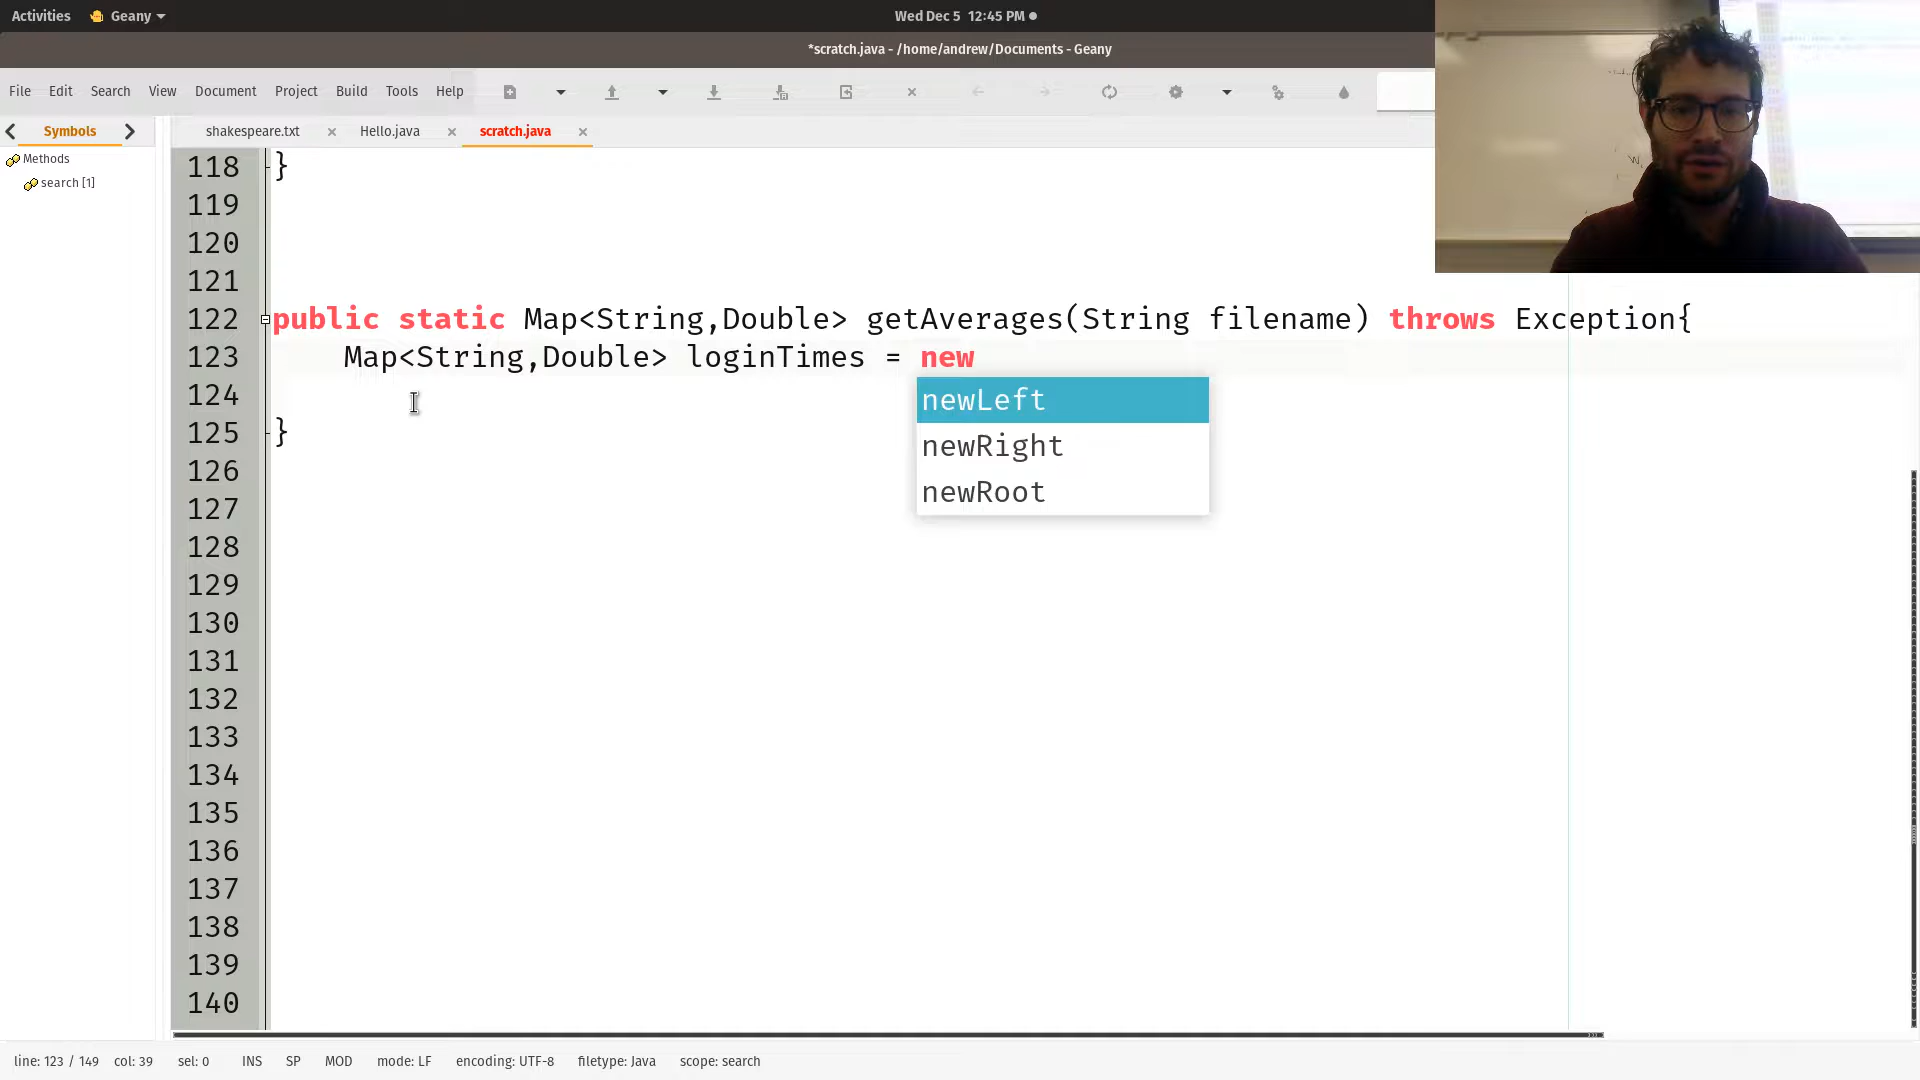 Activities Geany Wed Dec 5 12:45 PM
*scratch.java - /home/andrew/Documents - Geany
File Edit Search View Document Project Build Tools Help
Symbols shakespeare.txt Hello.java scratch.java
Methods
search [1]
118 }
119
120
121
122 public static Map<String,Double> getAverages(String filename) throws Exception{
123 Map<String,Double> loginTimes = new
124
125 }
newLeft
newRight
newRoot
126
127
128
129
130
131
132
133
134
135
136
137
138
139
140
line: 123 / 149 col: 39 sel: 0 INS SP MOD mode: LF encoding: UTF-8 filetype: Java scope: search